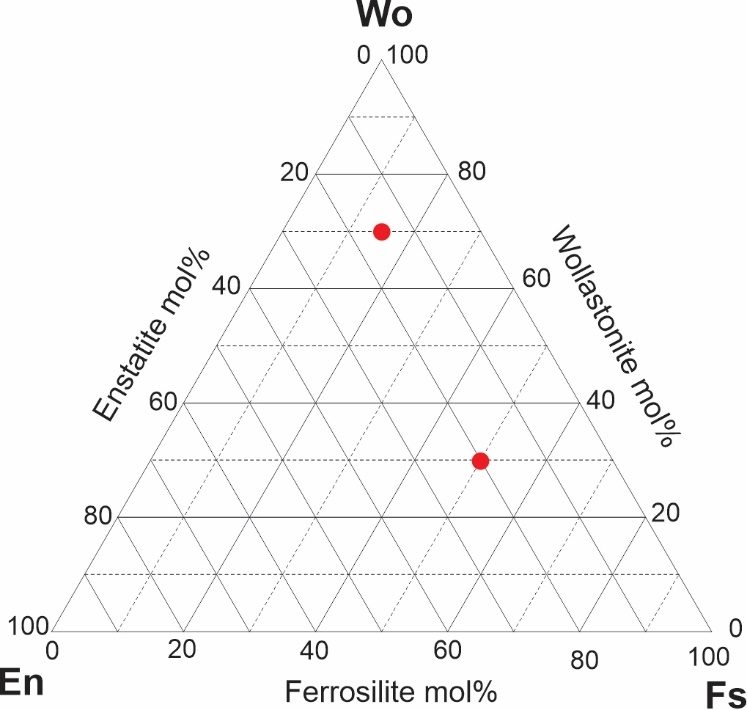 Wo
0 100
20 80
Enstatite mol%
Wollastonite mol%
40 60
60 40
80 20
100 0
0 20 40 60 80 100
En Ferrosilite mol% Fs